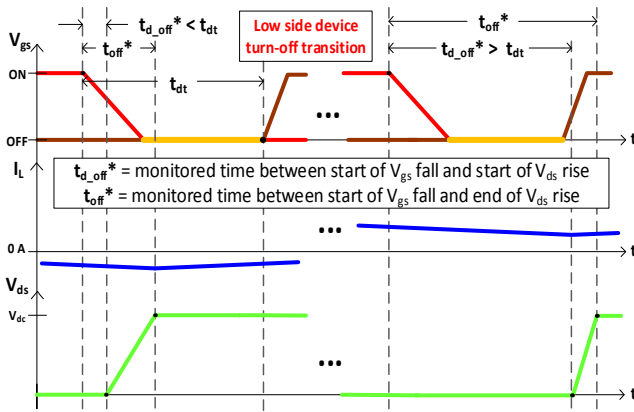 t_d_off* < t_dt
t_off*
V_gs
t_off*
Low side device
turn-off transition
t_d_off* > t_dt
ON
t_dt
...
OFF
t
I_L
t_d_off* = monitored time between start of V_gs fall and start of V_ds rise
t_off* = monitored time between start of V_gs fall and end of V_ds rise
...
0 A
t
V_ds
V_dc
...
t